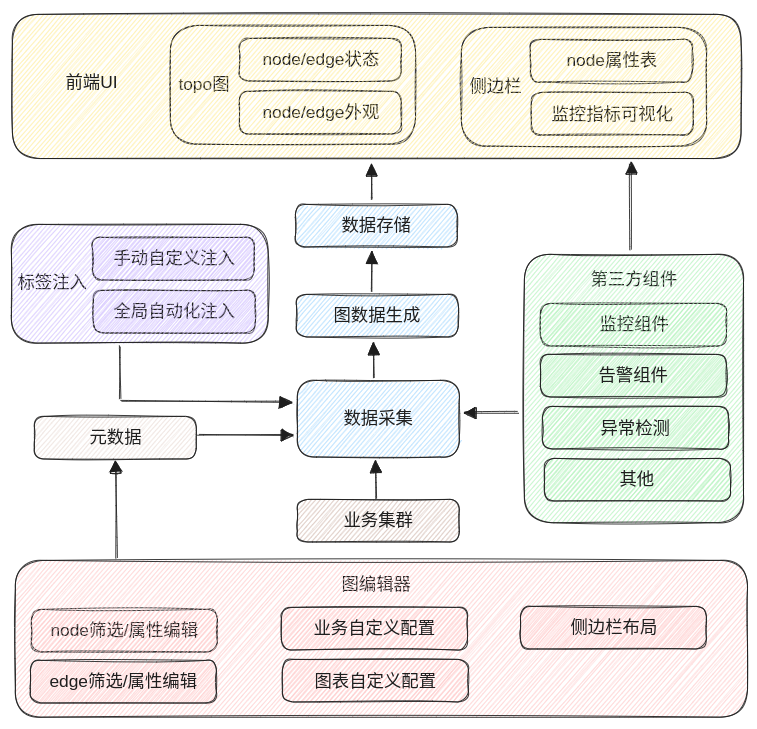 前端UI
topo图
node/edge状态
node/edge外观
侧边栏
node属性表
监控指标可视化
数据存储
标签注入
手动自定义注入
全局自动化注入
图数据生成
第三方组件
监控组件
告警组件
异常检测
其他
数据采集
元数据
业务集群
图编辑器
node筛选/属性编辑
业务自定义配置
侧边栏布局
edge筛选/属性编辑
图表自定义配置